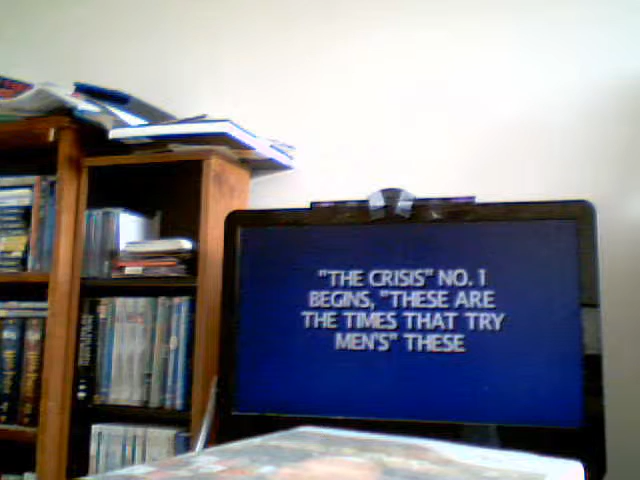 "THE CRISIS" NO. 1
BEGINS, "THESE ARE
THE TIMES THAT TRY
MEN'S" THESE